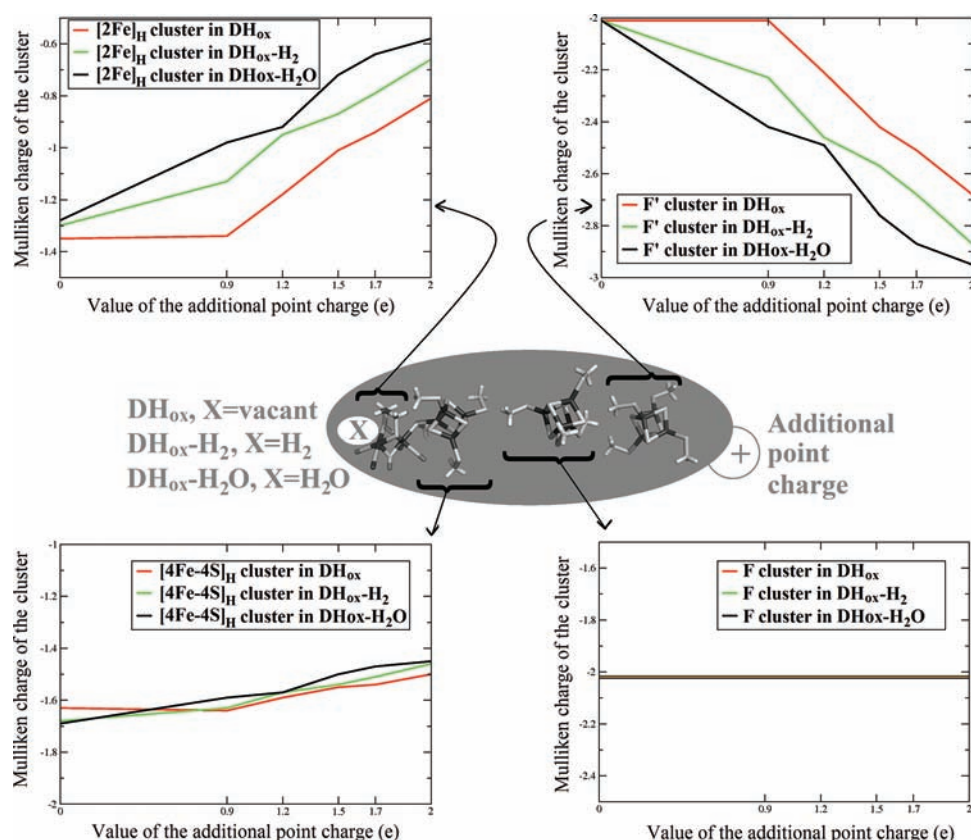 [2Fe]H cluster in DHox
[2Fe]H cluster in DHox-H2
[2Fe]H cluster in DHox-H2O
Mulliken charge of the cluster
-0.6
-0.8
-1
-1.2
-1.4
0
0.9
1.2
1.5
1.7
2
Value of the additional point charge (e)
F' cluster in DHox
F' cluster in DHox-H2
F' cluster in DHox-H2O
Mulliken charge of the cluster
-2
-2.2
-2.4
-2.6
-2.8
-3
0
0.9
1.2
1.5
1.7
2
Value of the additional point charge (e)
DHox, X=vacant
DHox-H2, X=H2
DHox-H2O, X=H2O
X
+
Additional
point
charge
[4Fe-4S]H cluster in DHox
[4Fe-4S]H cluster in DHox-H2
[4Fe-4S]H cluster in DHox-H2O
Mulliken charge of the cluster
-1
-1.2
-1.4
-1.6
-1.8
-2
0
0.9
1.2
1.5
1.7
2
Value of the additional point charge (e)
F cluster in DHox
F cluster in DHox-H2
F cluster in DHox-H2O
Mulliken charge of the cluster
-1.6
-1.8
-2
-2.2
-2.4
0
0.9
1.2
1.5
1.7
2
Value of the additional point charge (e)